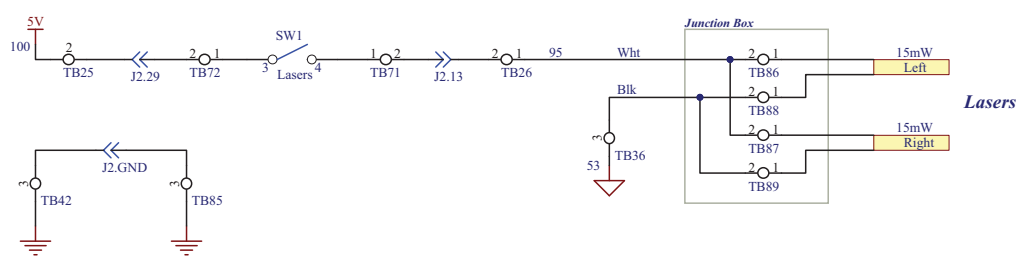 5V
100
2
TB25
J2.29
2 1
TB72
SW1
3 4
Lasers
1 2
TB71
J2.13
2 1
TB26
95
Wht
Junction Box
2 1
TB86
15mW
Left
Blk
2 1
TB88
Lasers
3
TB36
53
2 1
TB87
15mW
Right
2 1
TB89
J2.GND
3
TB42
3
TB85